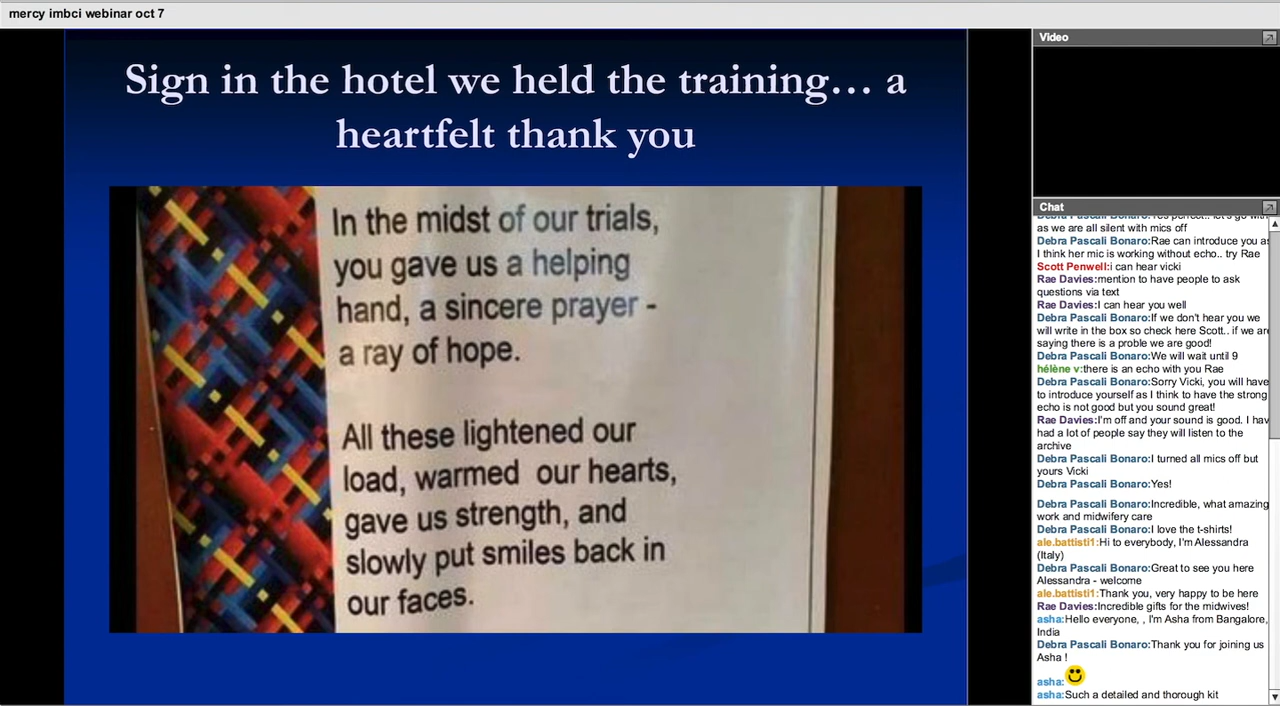 mercy imbci webinar oct 7
Sign in the hotel we held the training... a
heartfelt thank you
In the midst of our trials,
you gave us a helping
hand, a sincere prayer -
a ray of hope.
All these lightened our
load, warmed our hearts,
gave us strength, and
slowly put smiles back in
our faces.
Video
Chat
Debra Pascali Bonaro:Yes perfect.. let's go with
as we are all silent with mics off
Debra Pascali Bonaro:Rae can introduce you as
I think her mic is working without echo.. try Rae
Scott Penwell:i can hear vicki
Rae Davies:mention to have people to ask
questions via text
Rae Davies:I can hear you well
Debra Pascali Bonaro:If we don't hear you we
will write in the box so check here Scott.. if we are
saying there is a proble we are good!
Debra Pascali Bonaro:We will wait until 9
hélène v:there is an echo with you Rae
Debra Pascali Bonaro:Sorry Vicki, you will have
to introduce yourself as I think to have the strong
echo is not good but you sound great!
Rae Davies:I'm off and your sound is good. I hav
had a lot of people say they will listen to the
archive
Debra Pascali Bonaro:I turned all mics off but
yours Vicki
Debra Pascali Bonaro:Yes!
Debra Pascali Bonaro:Incredible, what amazing
work and midwifery care
Debra Pascali Bonaro:I love the t-shirts!
ale.battisti1:Hi to everybody, I'm Alessandra
(Italy)
Debra Pascali Bonaro:Great to see you here
Alessandra - welcome
ale.battisti1:Thank you, very happy to be here
Rae Davies:Incredible gifts for the midwives!
asha:Hello everyone, , I'm Asha from Bangalore,
India
Debra Pascali Bonaro:Thank you for joining us
Asha !
asha:
asha:Such a detailed and thorough kit